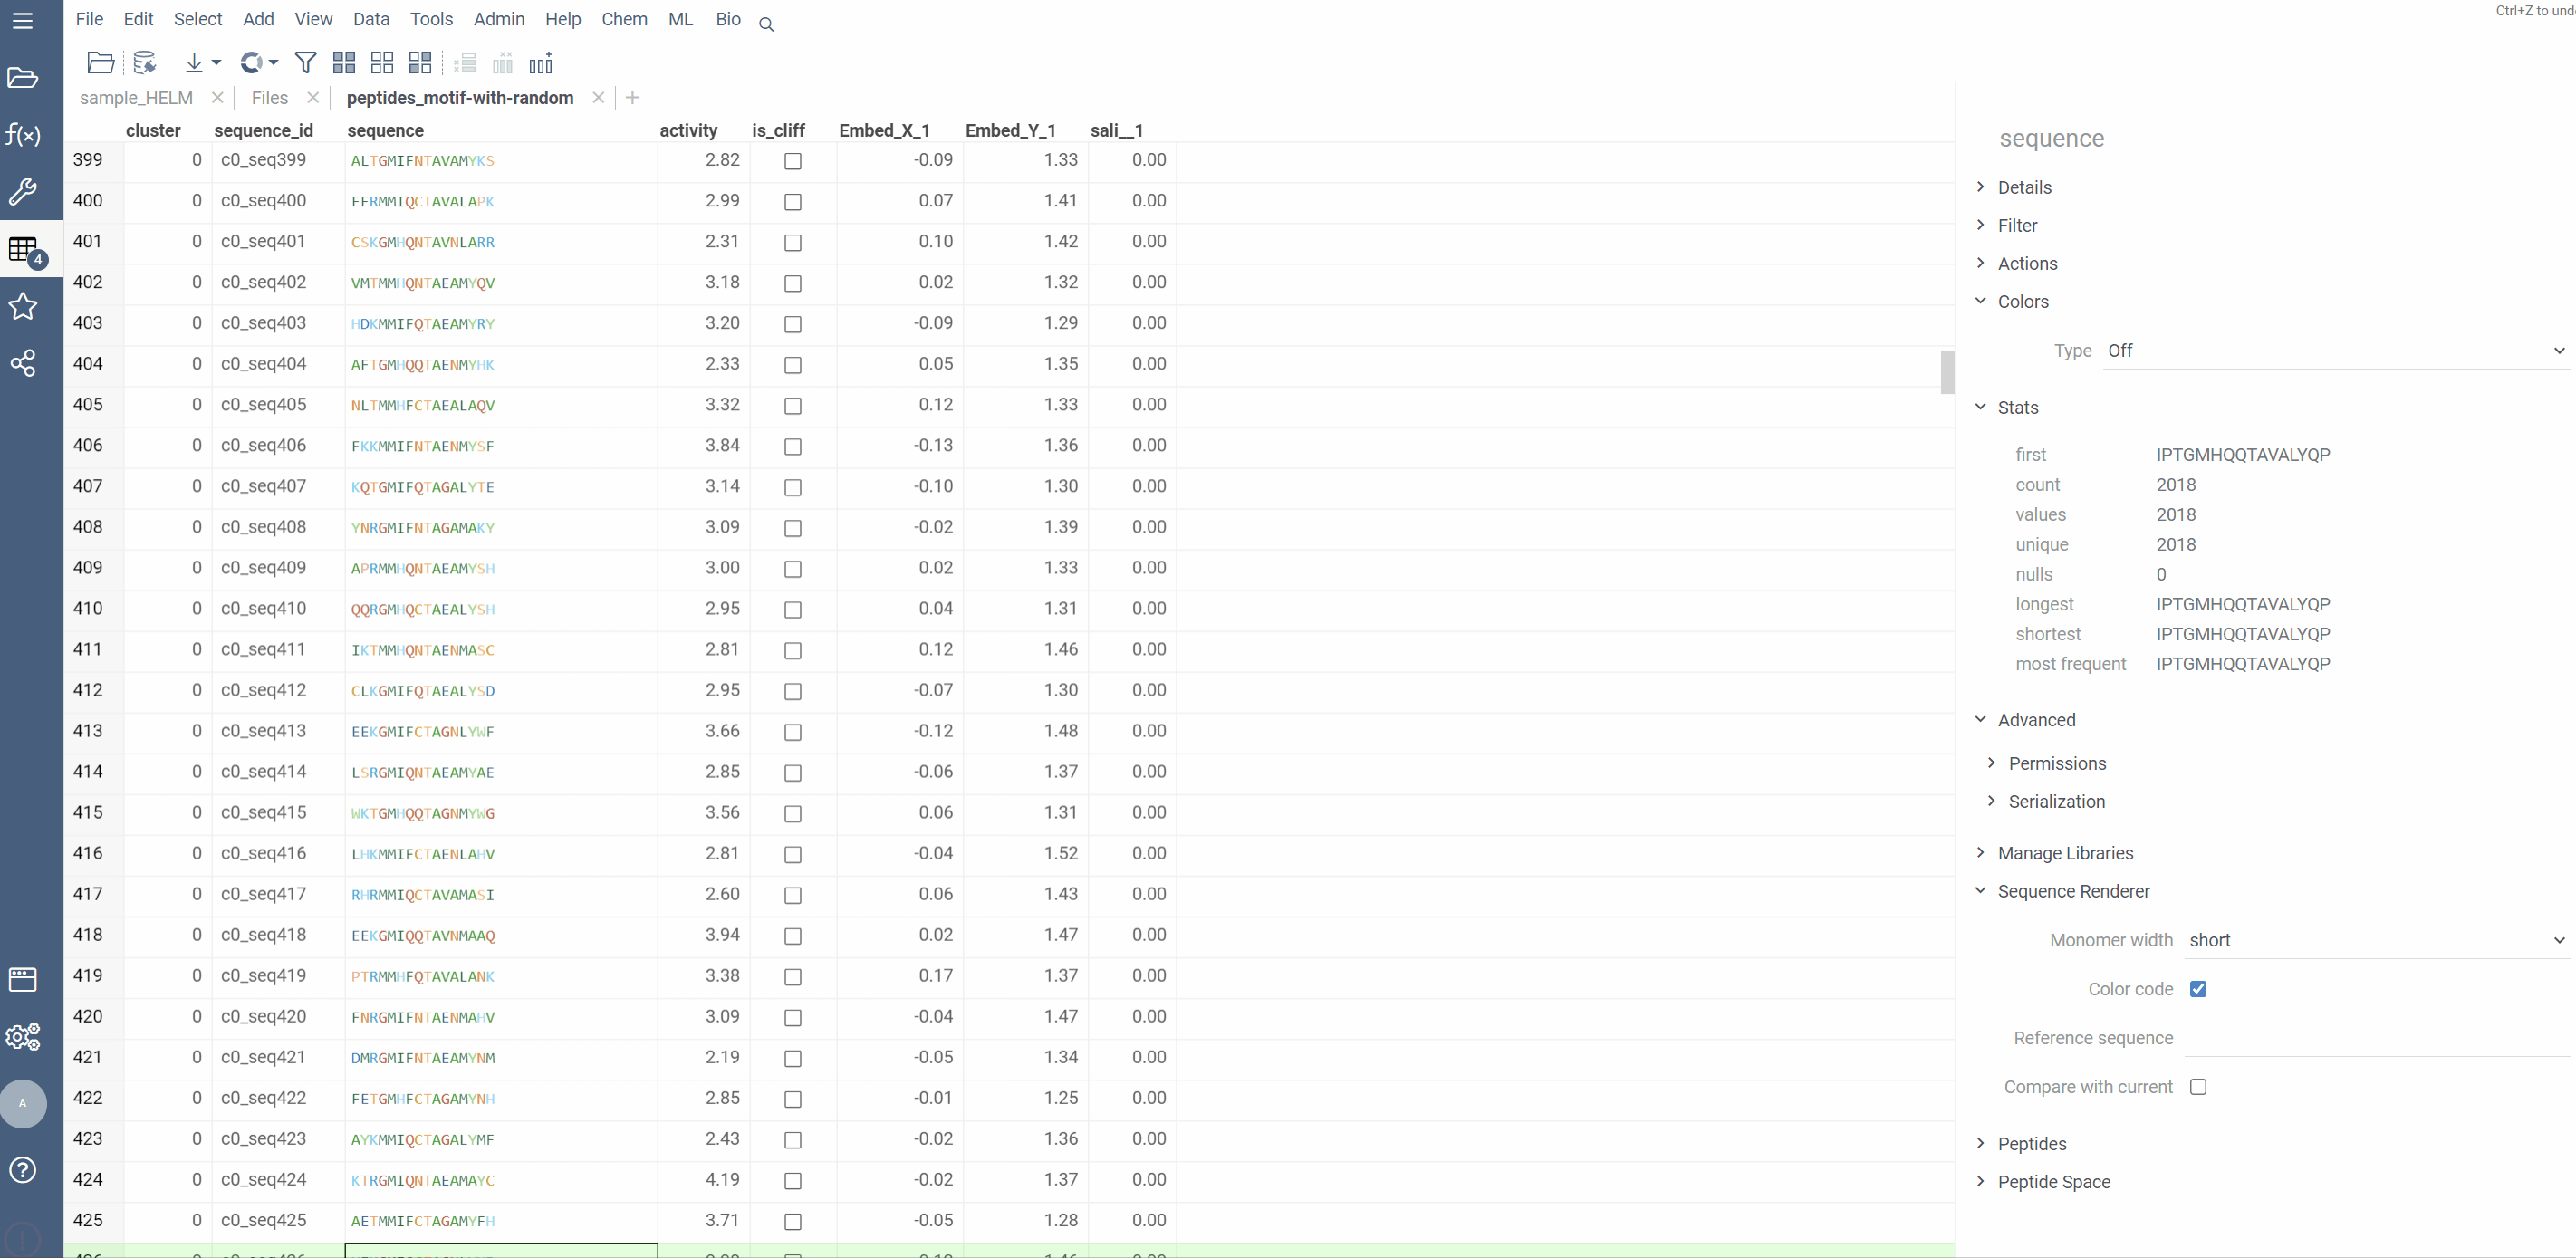 File Edit Select Add View Data Tools Admin Help Chem ML Bio
Ctrl+Z to und
sample_HELM Files peptides_motif-with-random
cluster sequence_id sequence activity is_cliff Embed_X_1 Embed_Y_1 sali__1
399 0 c0_seq399 ALTGMIFNTAVAMYKS 2.82 -0.09 1.33 0.00
400 0 c0_seq400 FFRMMIQCTAVALAPK 2.99 0.07 1.41 0.00
401 0 c0_seq401 CSKGMHQNTAVNLARR 2.31 0.10 1.42 0.00
402 0 c0_seq402 VMTMMHQNTAEAMYQV 3.18 0.02 1.32 0.00
403 0 c0_seq403 HDKMMIFQTAEAMYRY 3.20 -0.09 1.29 0.00
404 0 c0_seq404 AFTGMHQQTAENMYHK 2.33 0.05 1.35 0.00
405 0 c0_seq405 NLTMMHFCTAEALAQV 3.32 0.12 1.33 0.00
406 0 c0_seq406 FKKMMIFNTAENMYSF 3.84 -0.13 1.36 0.00
407 0 c0_seq407 KQTGMIFQTAGALYTE 3.14 -0.10 1.30 0.00
408 0 c0_seq408 YNRGMIFNTAGAMAKY 3.09 -0.02 1.39 0.00
409 0 c0_seq409 APRMMHQNTAEAMYSH 3.00 0.02 1.33 0.00
410 0 c0_seq410 QQRGMHQCTAEALYSH 2.95 0.04 1.31 0.00
411 0 c0_seq411 IKTMMHQNTAENMASC 2.81 0.12 1.46 0.00
412 0 c0_seq412 CLKGMIFQTAEALYSD 2.95 -0.07 1.30 0.00
413 0 c0_seq413 EEKGMIFCTAGNLYWF 3.66 -0.12 1.48 0.00
414 0 c0_seq414 LSRGMIQNTAEAMYAE 2.85 -0.06 1.37 0.00
415 0 c0_seq415 WKTGMHQQTAGNMYWG 3.56 0.06 1.31 0.00
416 0 c0_seq416 LHKMMIFCTAENLAHV 2.81 -0.04 1.52 0.00
417 0 c0_seq417 RHRMMIQCTAVAMASI 2.60 0.06 1.43 0.00
418 0 c0_seq418 EEKGMIQQTAVNMAAQ 3.94 0.02 1.47 0.00
419 0 c0_seq419 PTRMMHFQTAVALANK 3.38 0.17 1.37 0.00
420 0 c0_seq420 FNRGMIFNTAENMAHV 3.09 -0.04 1.47 0.00
421 0 c0_seq421 DMRGMIFNTAEAMYNM 2.19 -0.05 1.34 0.00
422 0 c0_seq422 FETGMHFCTAGAMYNH 2.85 -0.01 1.25 0.00
423 0 c0_seq423 AYKMMIQCTAGALYMF 2.43 -0.02 1.36 0.00
424 0 c0_seq424 KTRGMIQNTAEAMAYC 4.19 -0.02 1.37 0.00
425 0 c0_seq425 AETMMIFCTAGAMYFH 3.71 -0.05 1.28 0.00
f(x)
4
A
sequence
Details
Filter
Actions
Colors
Type Off
Stats
first IPTGMHQQTAVALYQP
count 2018
values 2018
unique 2018
nulls 0
longest IPTGMHQQTAVALYQP
shortest IPTGMHQQTAVALYQP
most frequent IPTGMHQQTAVALYQP
Advanced
Permissions
Serialization
Manage Libraries
Sequence Renderer
Monomer width short
Color code
Reference sequence
Compare with current
Peptides
Peptide Space